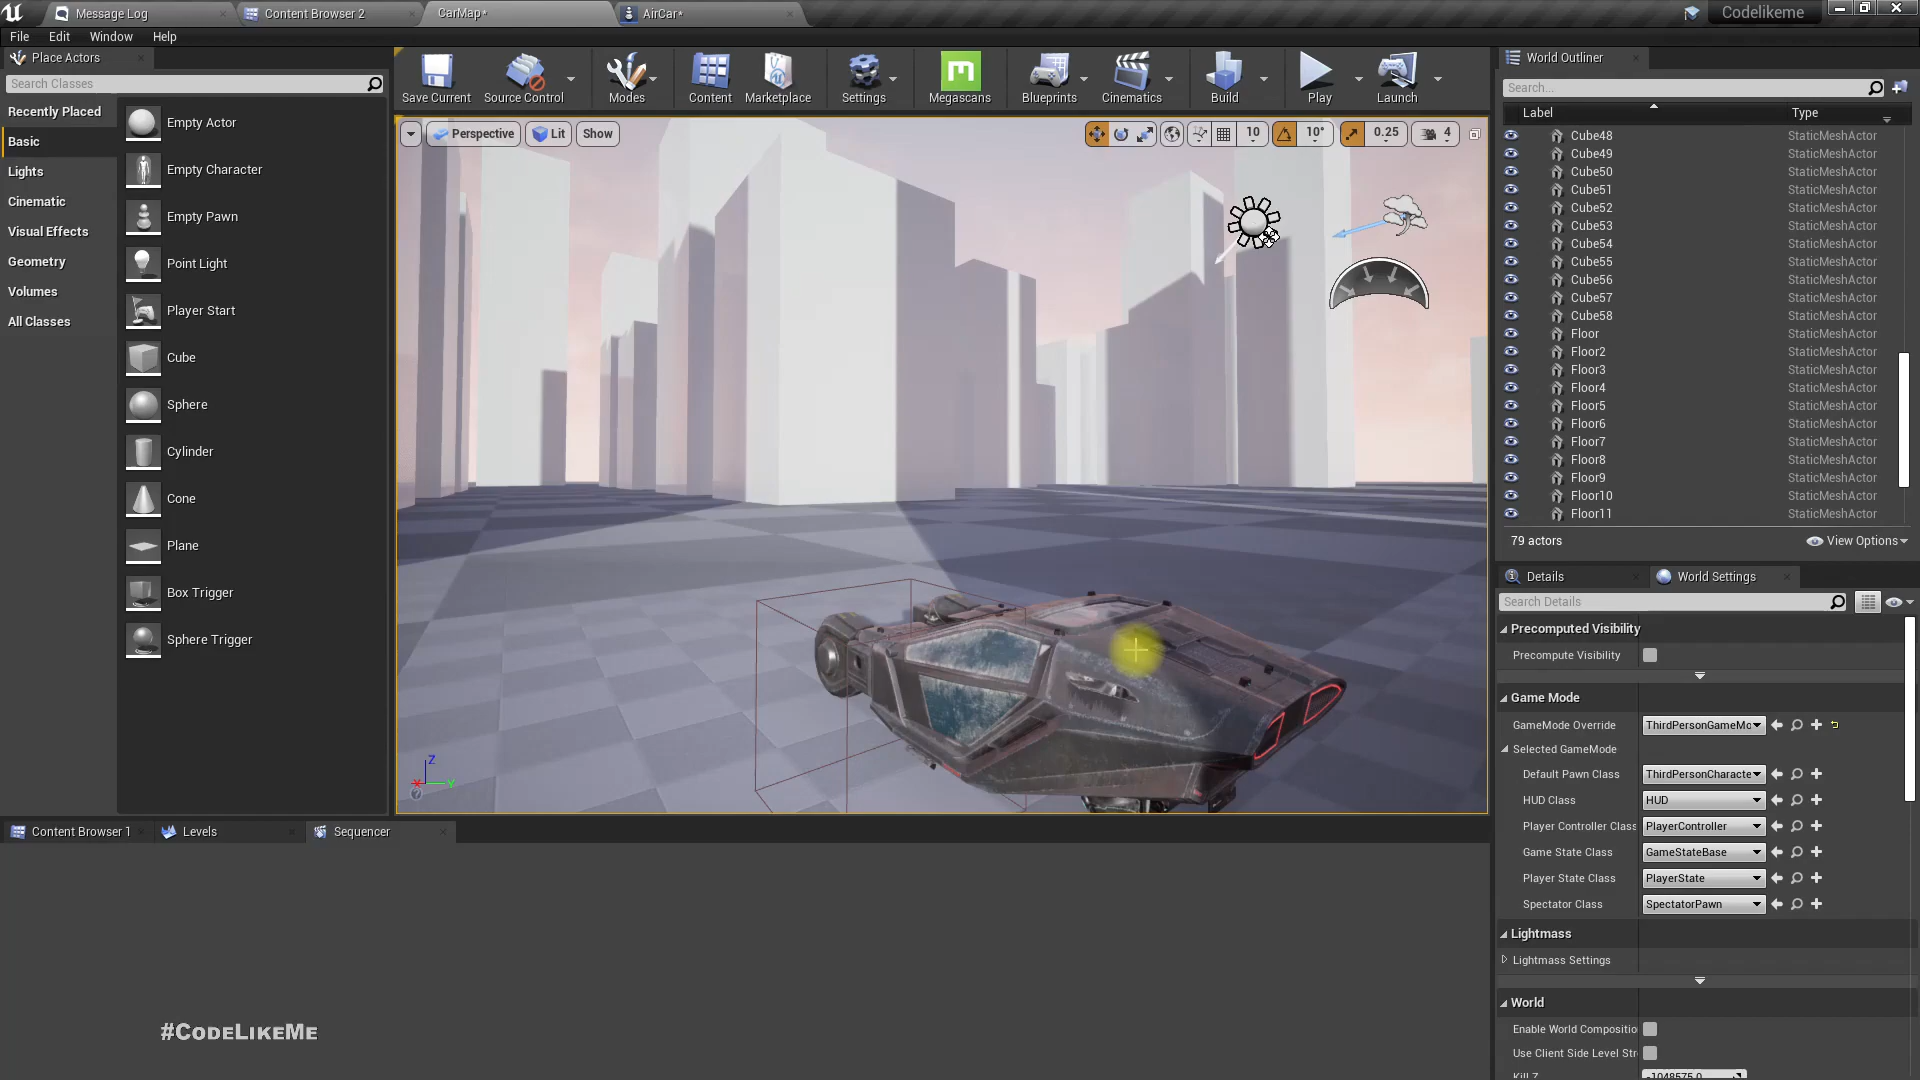 Message Log
Content Browser 2
CarMap*
AirCar*
Codelikeme
File
Edit
Window
Help
Place Actors
Search Classes
Recently Placed
Basic
Lights
Cinematic
Visual Effects
Geometry
Volumes
All Classes
Empty Actor
Empty Character
Empty Pawn
Point Light
Player Start
Cube
Sphere
Cylinder
Cone
Plane
Box Trigger
Sphere Trigger
Save Current
Source Control
Modes
Content
Marketplace
Settings
Megascans
Blueprints
Cinematics
Build
Play
Launch
Perspective
Lit
Show
10
10°
0.25
4
Z
X
Y
World Outliner
Search...
Label
Type
Cube48 StaticMeshActor
Cube49 StaticMeshActor
Cube50 StaticMeshActor
Cube51 StaticMeshActor
Cube52 StaticMeshActor
Cube53 StaticMeshActor
Cube54 StaticMeshActor
Cube55 StaticMeshActor
Cube56 StaticMeshActor
Cube57 StaticMeshActor
Cube58 StaticMeshActor
Floor StaticMeshActor
Floor2 StaticMeshActor
Floor3 StaticMeshActor
Floor4 StaticMeshActor
Floor5 StaticMeshActor
Floor6 StaticMeshActor
Floor7 StaticMeshActor
Floor8 StaticMeshActor
Floor9 StaticMeshActor
Floor10 StaticMeshActor
Floor11 StaticMeshActor
79 actors
View Options
Details
World Settings
Search Details
Precomputed Visibility
Precompute Visibility
Game Mode
GameMode Override ThirdPersonGameMo
Selected GameMode
Default Pawn Class ThirdPersonCharacte
HUD Class HUD
Player Controller Class PlayerController
Game State Class GameStateBase
Player State Class PlayerState
Spectator Class SpectatorPawn
Lightmass
Lightmass Settings
World
Enable World Compositio
Use Client Side Level Str
Kill Z -1048575.0
Content Browser 1
Levels
Sequencer
#CodeLikeMe